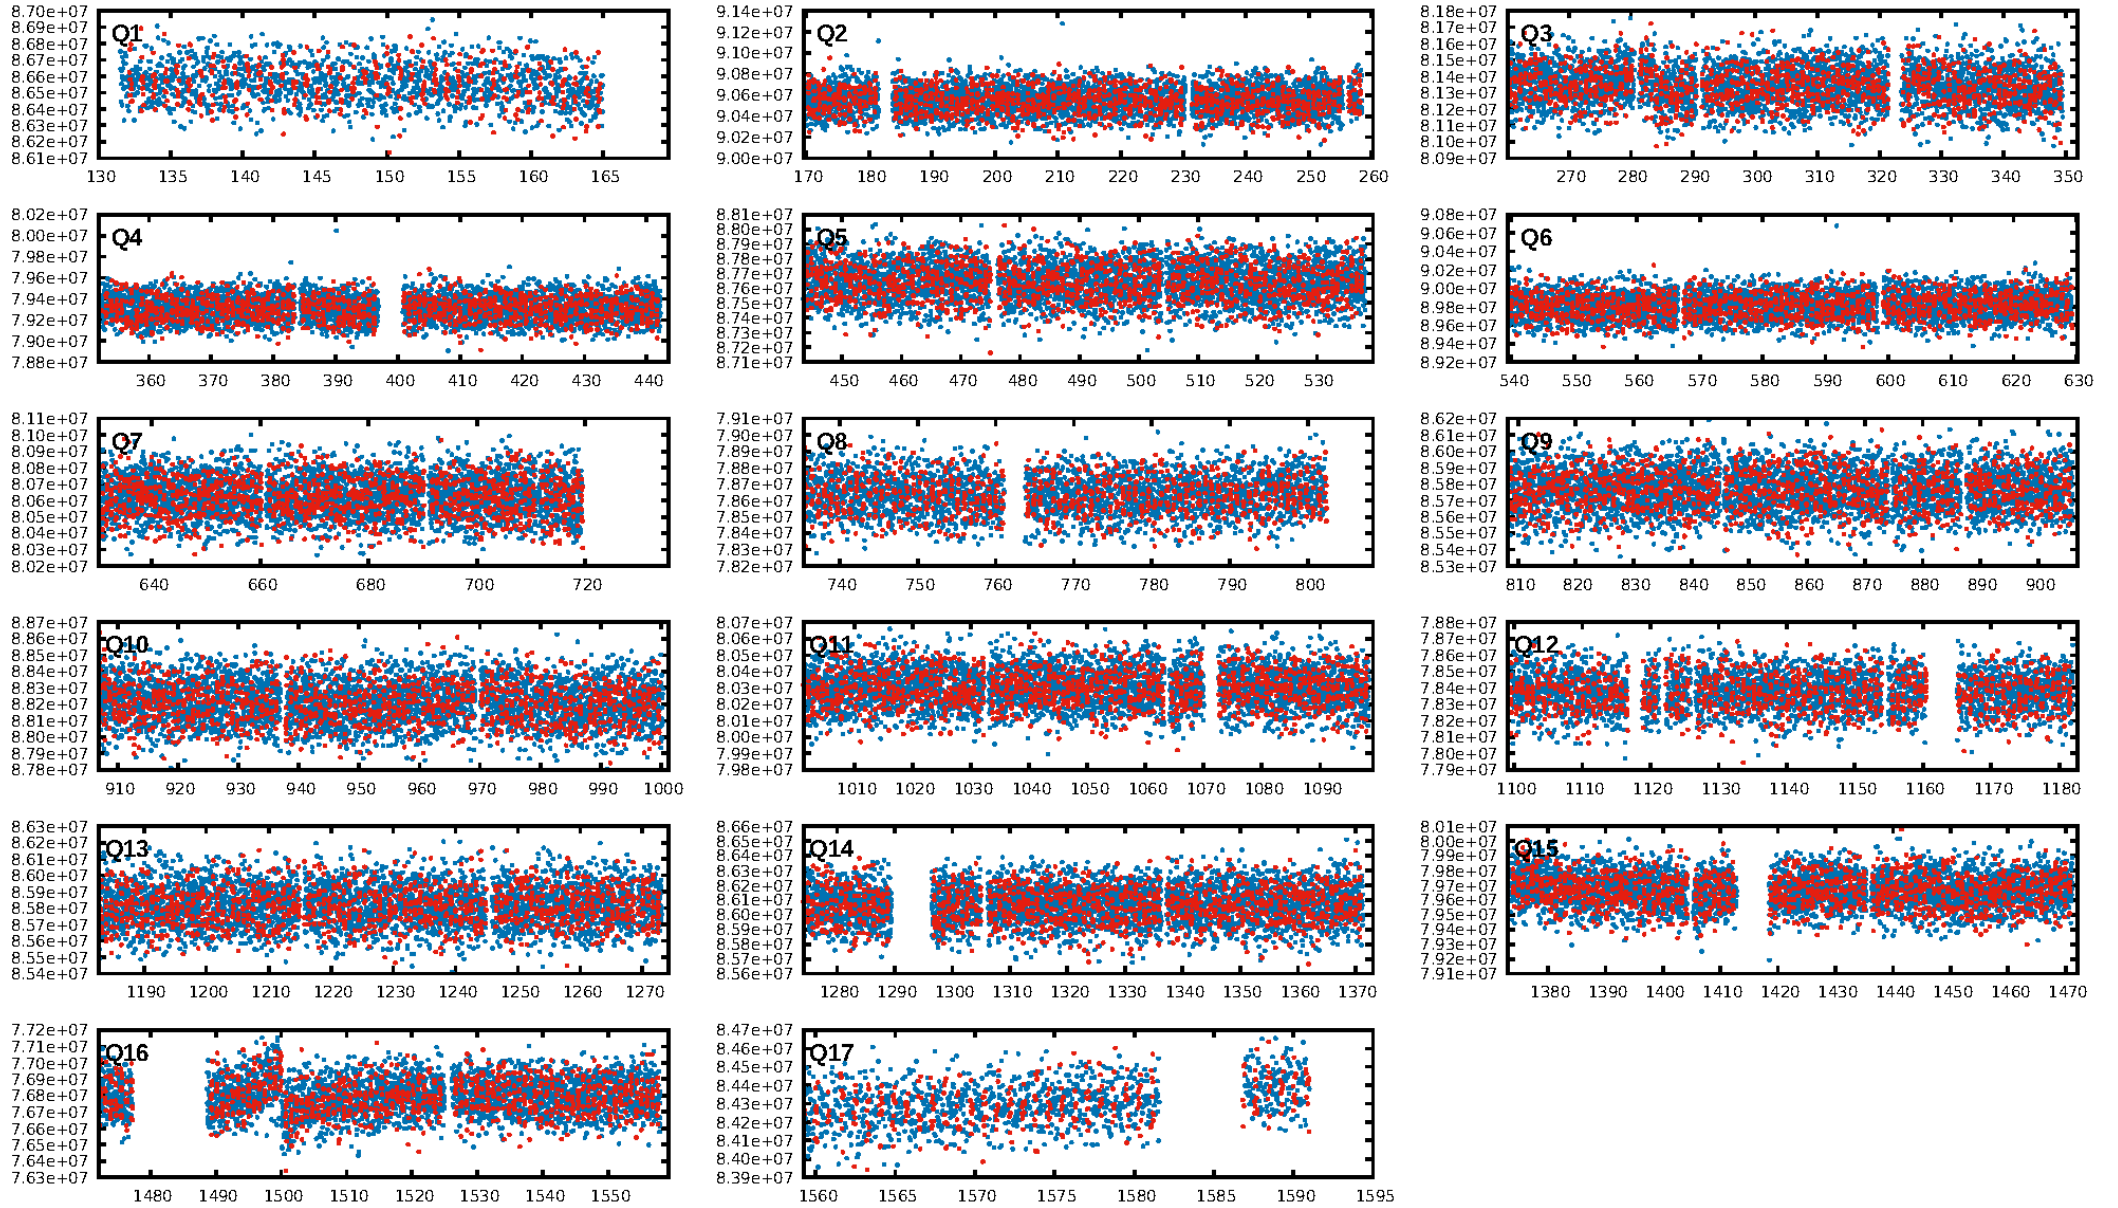 8.70e+07
8.69e+07
8.68e+07
8.67e+07
8.66e+07
8.65e+07
8.64e+07
8.63e+07
8.62e+07
8.61e+07
Q1
130 135 140 145 150 155 160 165
9.14e+07
9.12e+07
9.10e+07
9.08e+07
9.06e+07
9.04e+07
9.02e+07
9.00e+07
Q2
170 180 190 200 210 220 230 240 250 260
8.18e+07
8.17e+07
8.16e+07
8.15e+07
8.14e+07
8.13e+07
8.12e+07
8.11e+07
8.10e+07
8.09e+07
Q3
270 280 290 300 310 320 330 340 350
8.02e+07
8.00e+07
7.98e+07
7.96e+07
7.94e+07
7.92e+07
7.90e+07
7.88e+07
Q4
360 370 380 390 400 410 420 430 440
8.81e+07
8.80e+07
8.79e+07
8.78e+07
8.77e+07
8.76e+07
8.75e+07
8.74e+07
8.73e+07
8.72e+07
8.71e+07
Q5
450 460 470 480 490 500 510 520 530
9.08e+07
9.06e+07
9.04e+07
9.02e+07
9.00e+07
8.98e+07
8.96e+07
8.94e+07
8.92e+07
Q6
540 550 560 570 580 590 600 610 620 630
8.11e+07
8.10e+07
8.09e+07
8.08e+07
8.07e+07
8.06e+07
8.05e+07
8.04e+07
8.03e+07
8.02e+07
Q7
640 660 680 700 720
7.91e+07
7.90e+07
7.89e+07
7.88e+07
7.87e+07
7.86e+07
7.85e+07
7.84e+07
7.83e+07
7.82e+07
Q8
740 750 760 770 780 790 800
8.62e+07
8.61e+07
8.60e+07
8.59e+07
8.58e+07
8.57e+07
8.56e+07
8.55e+07
8.54e+07
8.53e+07
Q9
810 820 830 840 850 860 870 880 890 900
8.87e+07
8.86e+07
8.85e+07
8.84e+07
8.83e+07
8.82e+07
8.81e+07
8.80e+07
8.79e+07
8.78e+07
Q10
910 920 930 940 950 960 970 980 990 1000
8.07e+07
8.06e+07
8.05e+07
8.04e+07
8.03e+07
8.02e+07
8.01e+07
8.00e+07
7.99e+07
7.98e+07
Q11
1010 1020 1030 1040 1050 1060 1070 1080 1090
7.88e+07
7.87e+07
7.86e+07
7.85e+07
7.84e+07
7.83e+07
7.82e+07
7.81e+07
7.80e+07
7.79e+07
Q12
1100 1110 1120 1130 1140 1150 1160 1170 1180
8.63e+07
8.62e+07
8.61e+07
8.60e+07
8.59e+07
8.58e+07
8.57e+07
8.56e+07
8.55e+07
8.54e+07
Q13
1190 1200 1210 1220 1230 1240 1250 1260 1270
8.66e+07
8.65e+07
8.64e+07
8.63e+07
8.62e+07
8.61e+07
8.60e+07
8.59e+07
8.58e+07
8.57e+07
8.56e+07
Q14
1280 1290 1300 1310 1320 1330 1340 1350 1360 1370
8.01e+07
8.00e+07
7.99e+07
7.98e+07
7.97e+07
7.96e+07
7.95e+07
7.94e+07
7.93e+07
7.92e+07
7.91e+07
Q15
1380 1390 1400 1410 1420 1430 1440 1450 1460 1470
7.72e+07
7.71e+07
7.70e+07
7.69e+07
7.68e+07
7.67e+07
7.66e+07
7.65e+07
7.64e+07
7.63e+07
Q16
1480 1490 1500 1510 1520 1530 1540 1550
8.47e+07
8.46e+07
8.45e+07
8.44e+07
8.43e+07
8.42e+07
8.41e+07
8.40e+07
8.39e+07
Q17
1560 1565 1570 1575 1580 1585 1590 1595